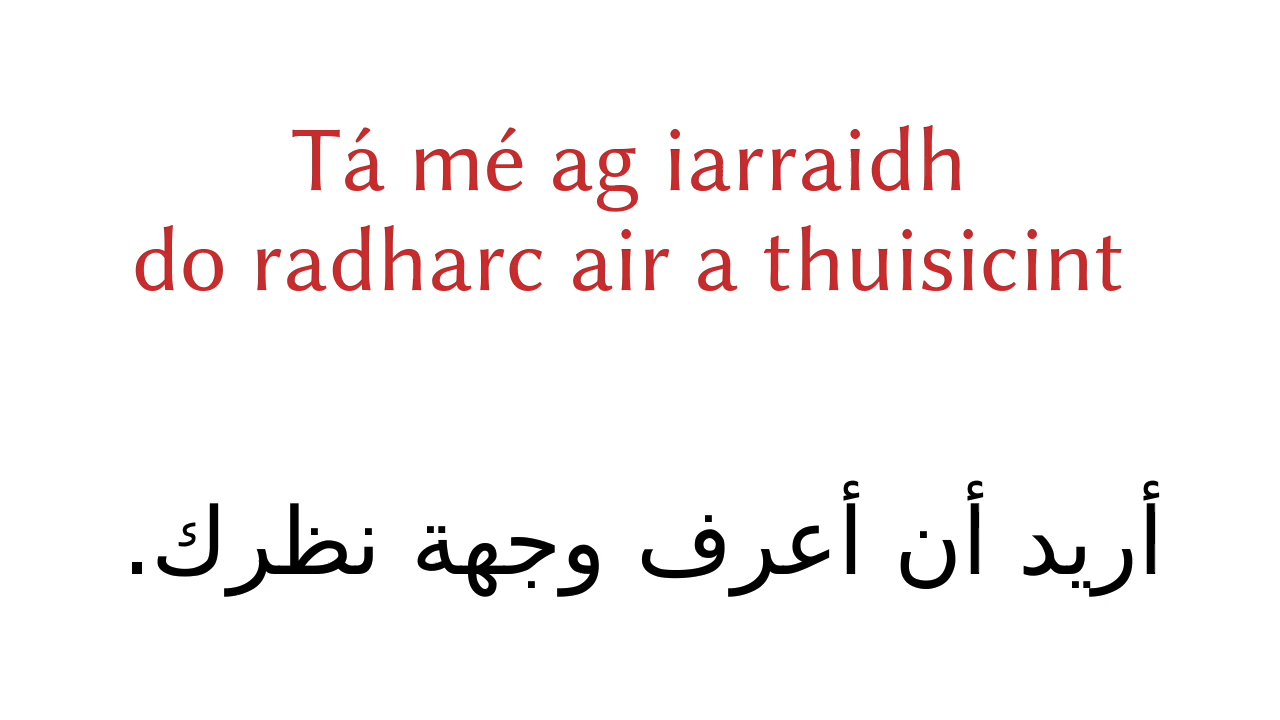 Tá mé ag iarraidh
do radharc air a thuisicint
أريد أن أعرف وجهة نظرك.